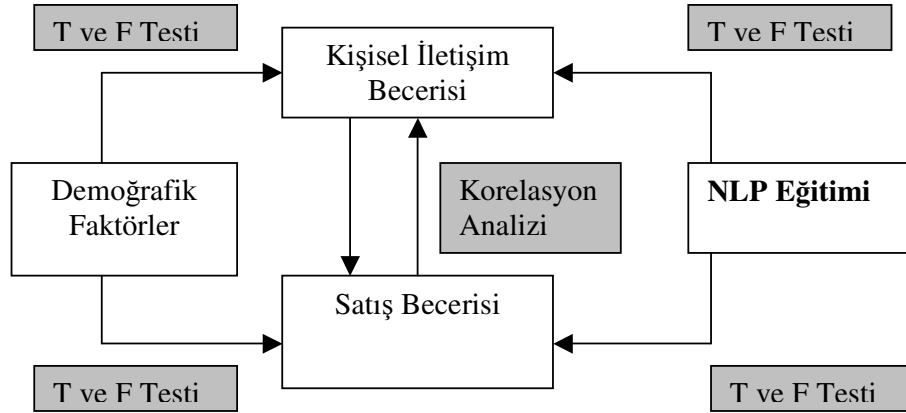 T ve F Testi
T ve F Testi
Kişisel İletişim
Becerisi
Demoğrafik
Faktörler
Korelasyon
Analizi
NLP Eğitimi
Satış Becerisi
T ve F Testi
T ve F Testi